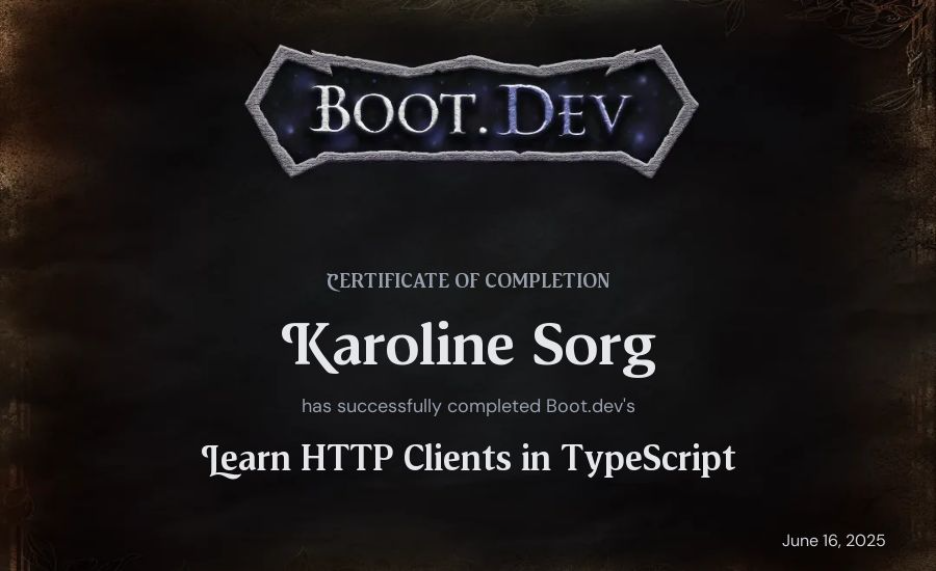 BOOT.DEV
CERTIFICATE OF COMPLETION
Karoline Sorg
has successfully completed Boot.dev's
Learn HTTP Clients in TypeScript
June 16, 2025